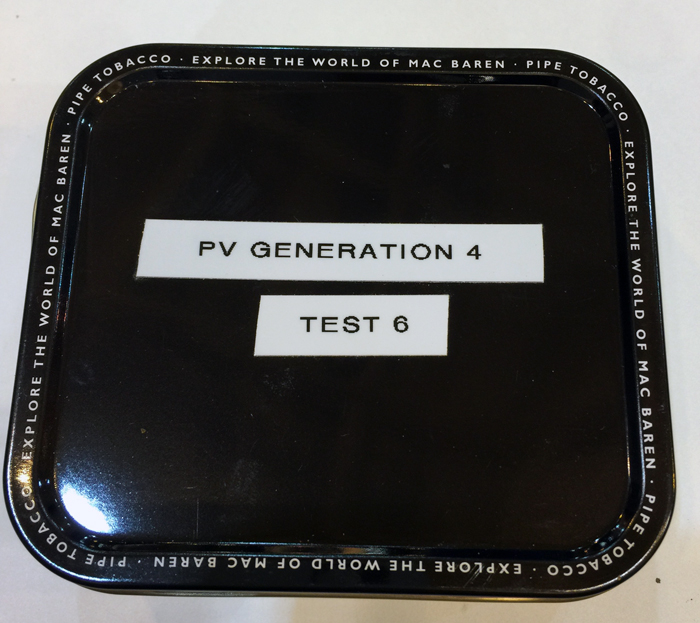 PIPE TOBACCO · EXPLORE THE WORLD OF MAC BAREN · PIPE TOBACCO ·
EXPLORE THE WORLD OF MAC BAREN ·
PIPE TOBACCO · EXPLORE THE WORLD OF MAC BAREN · PIPE TOBACCO
EXPLORE THE WORLD OF MAC BAREN ·
PV GENERATION 4
TEST 6